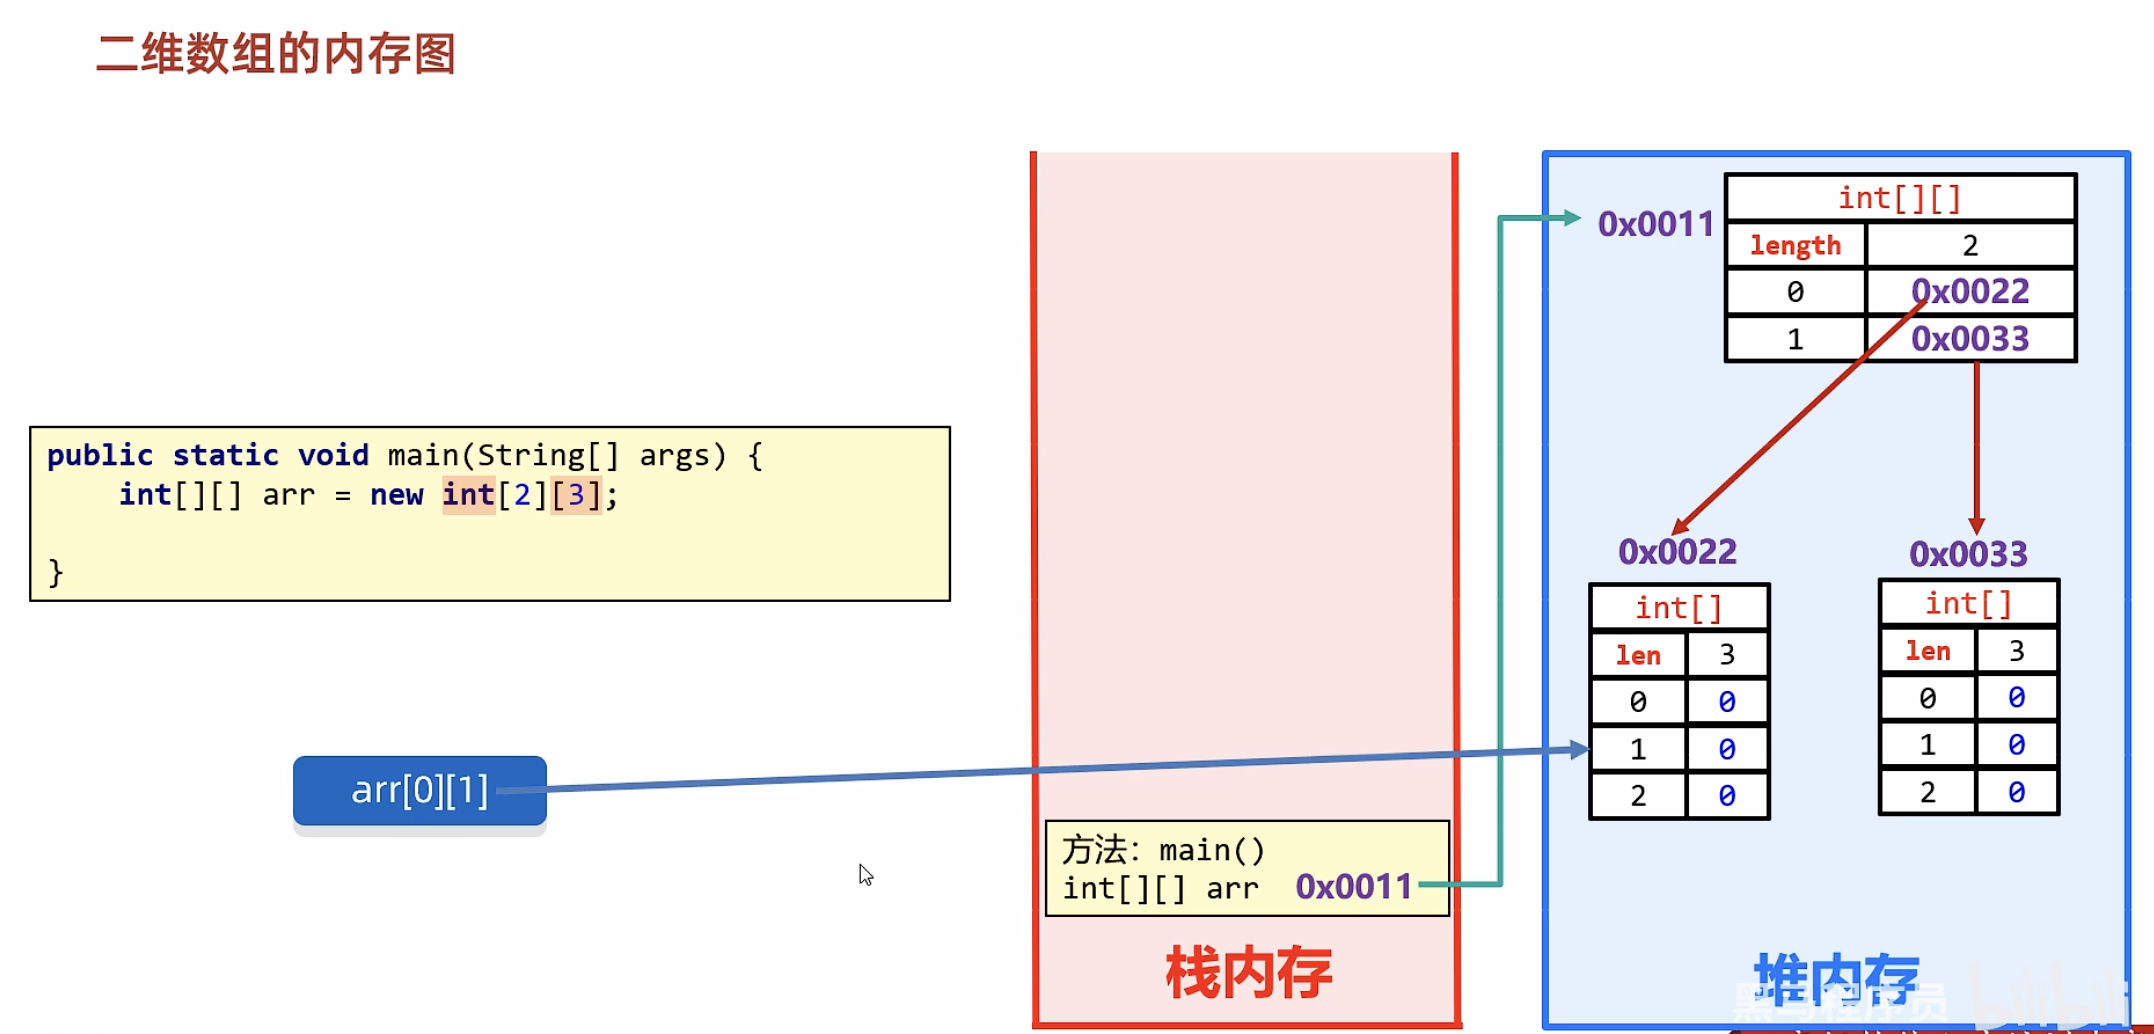 二维数组的内存图
public static void main(String[] args) {
    int[][] arr = new int[2][3];
}
arr[0][1]
方法：main()
int[][] arr 0x0011
栈内存
0x0011
int[][]
length 2
0 0x0022
1 0x0033
0x0022
int[]
len 3
0 0
1 0
2 0
0x0033
int[]
len 3
0 0
1 0
2 0
堆内存
黑马程序员
bilibili